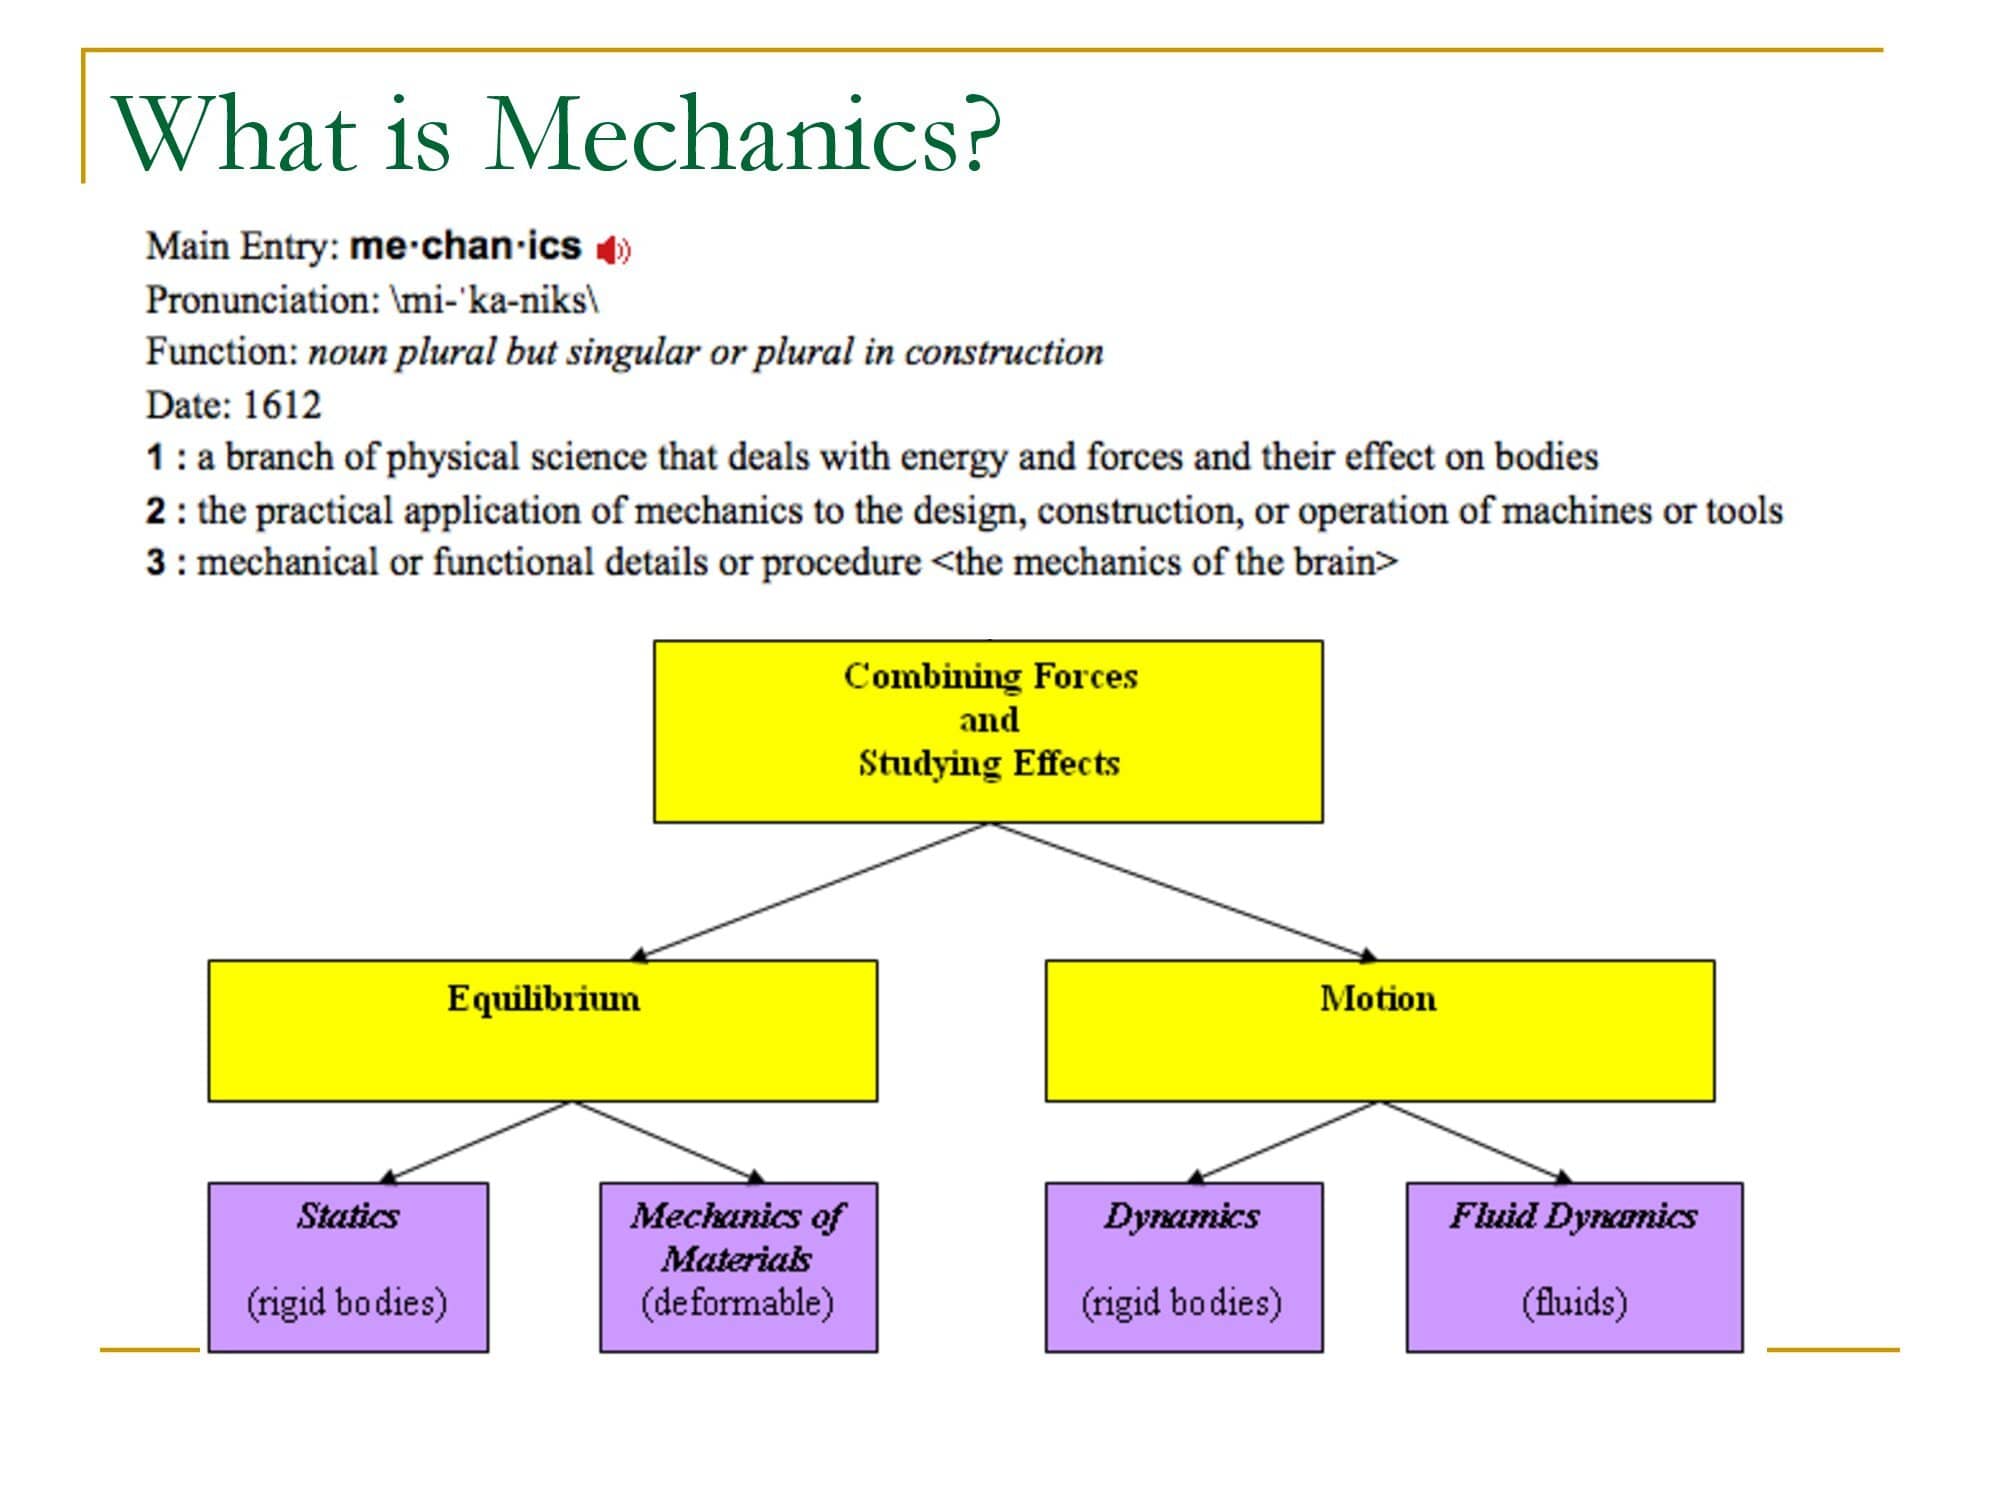 What is Mechanics?
Main Entry: me·chan·ics
Pronunciation: \mi-ˈka-niks\
Function: noun plural but singular or plural in construction
Date: 1612
1 : a branch of physical science that deals with energy and forces and their effect on bodies
2 : the practical application of mechanics to the design, construction, or operation of machines or tools
3 : mechanical or functional details or procedure <the mechanics of the brain>
Combining Forces
and
Studying Effects
Equilibrium
Motion
Statics
(rigid bodies)
Mechanics of
Materials
(deformable)
Dynamics
(rigid bodies)
Fluid Dynamics
(fluids)